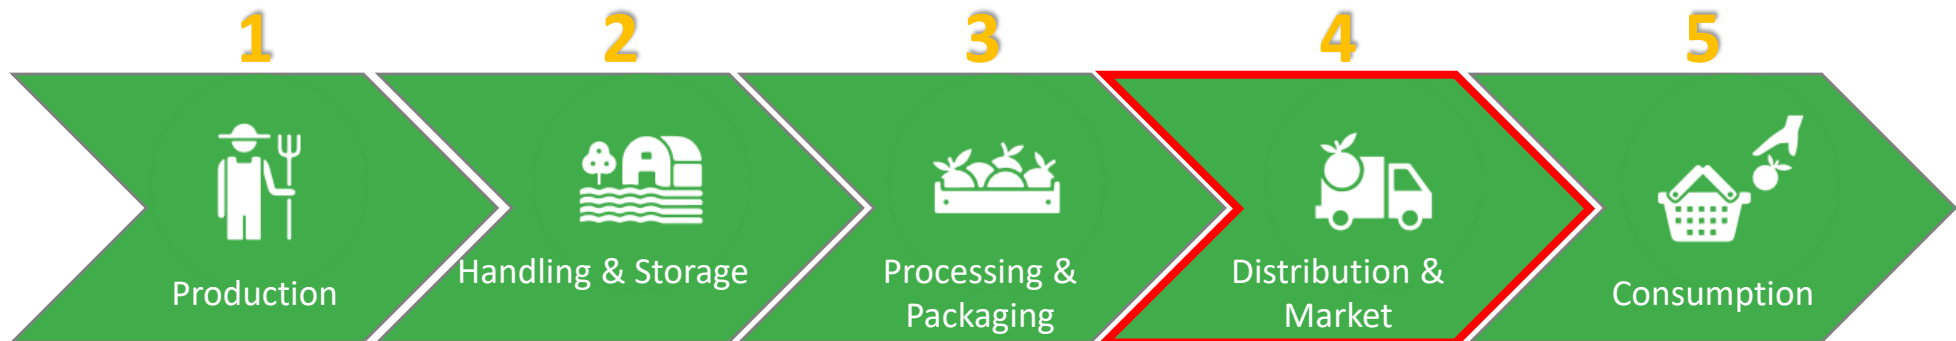 1
2
3
4
5
Production
Handling & Storage
Processing &
Packaging
Distribution &
Market
Consumption